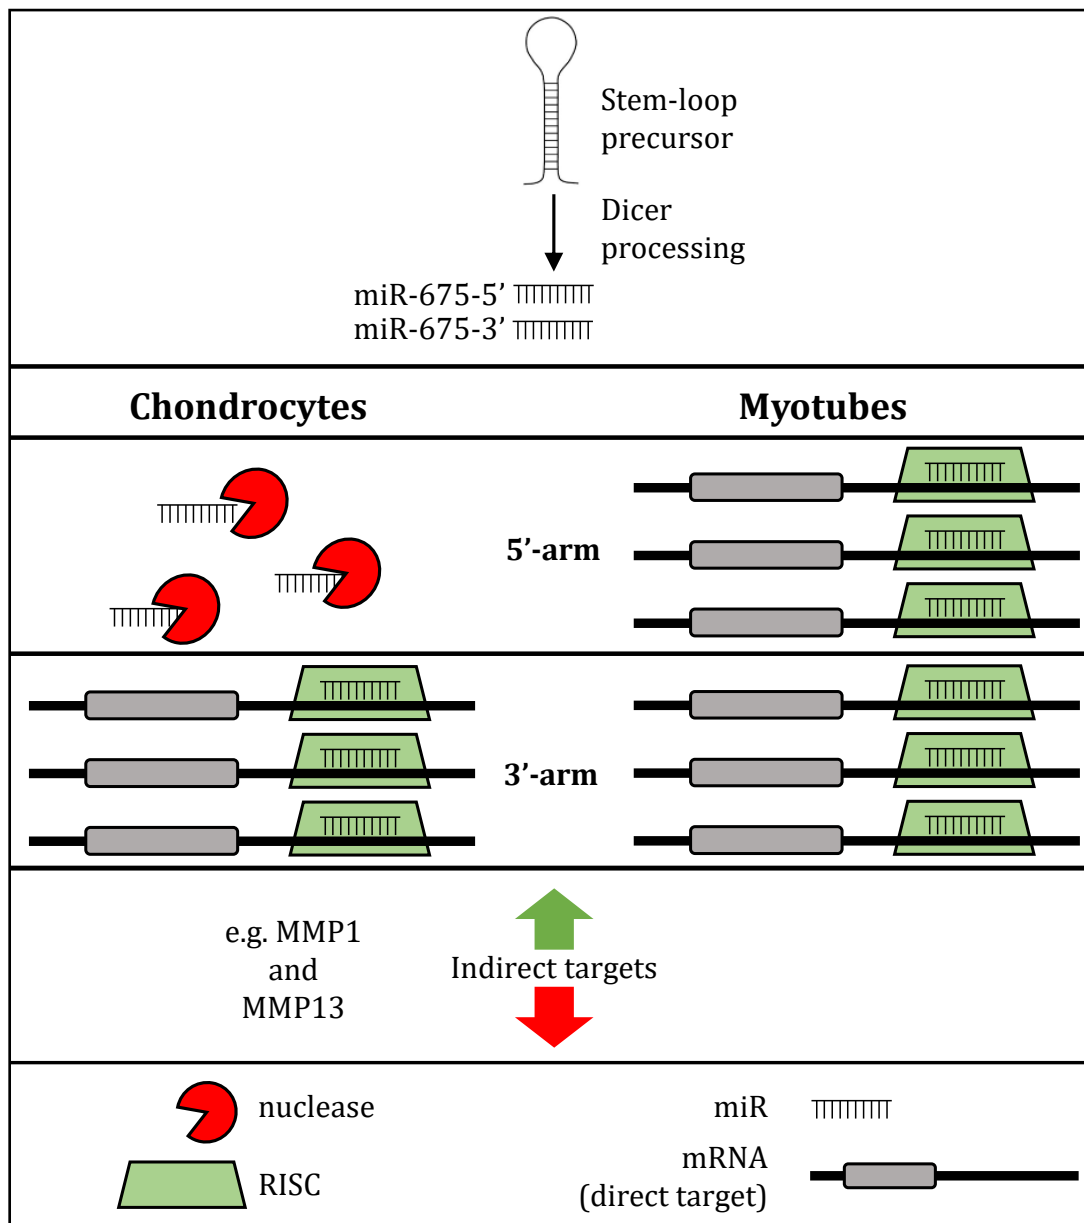 Stem-loop
precursor
Dicer
processing
miR-675-5’
miR-675-3’
Chondrocytes
Myotubes
5’-arm
3’-arm
e.g. MMP1
and
MMP13
Indirect targets
nuclease
RISC
miR
mRNA
(direct target)